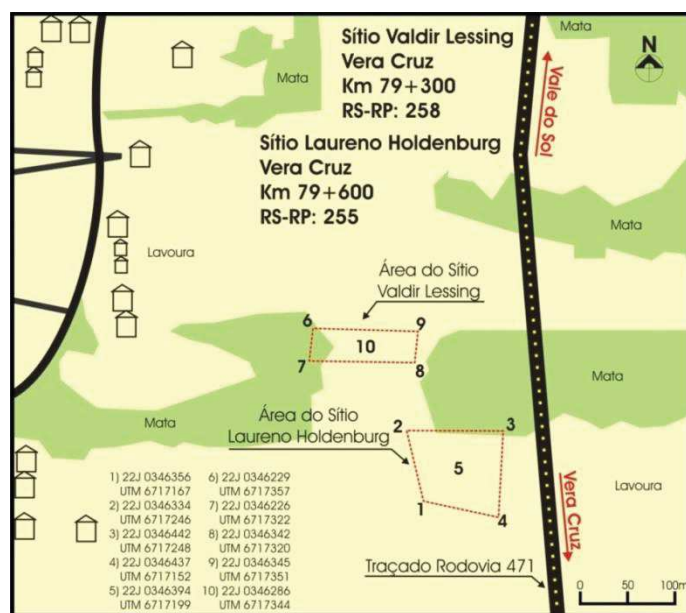 Sítio Valdir Lessing
Vera Cruz
Km 79+300
RS-RP: 258
Sítio Laureno Holdenburg
Vera Cruz
Km 79+600
RS-RP: 255
Mata
Mata
N
Vale do Sol
Mata
Lavoura
Área do Sítio
Valdir Lessing
6
9
10
7
8
Mata
Mata
Área do Sítio
Laureno Holdenburg
2
3
5
1
4
Lavoura
Vera Cruz
1) 22J 0346356
UTM 6717167
2) 22J 0346334
UTM 6717246
3) 22J 0346442
UTM 6717248
4) 22J 0346437
UTM 6717152
5) 22J 0346394
UTM 6717199
6) 22J 0346229
UTM 6717357
7) 22J 0346226
UTM 6717322
8) 22J 0346342
UTM 6717320
9) 22J 0346345
UTM 6717351
10) 22J 0346286
UTM 6717344
Traçado Rodovia 471
0 50 100m